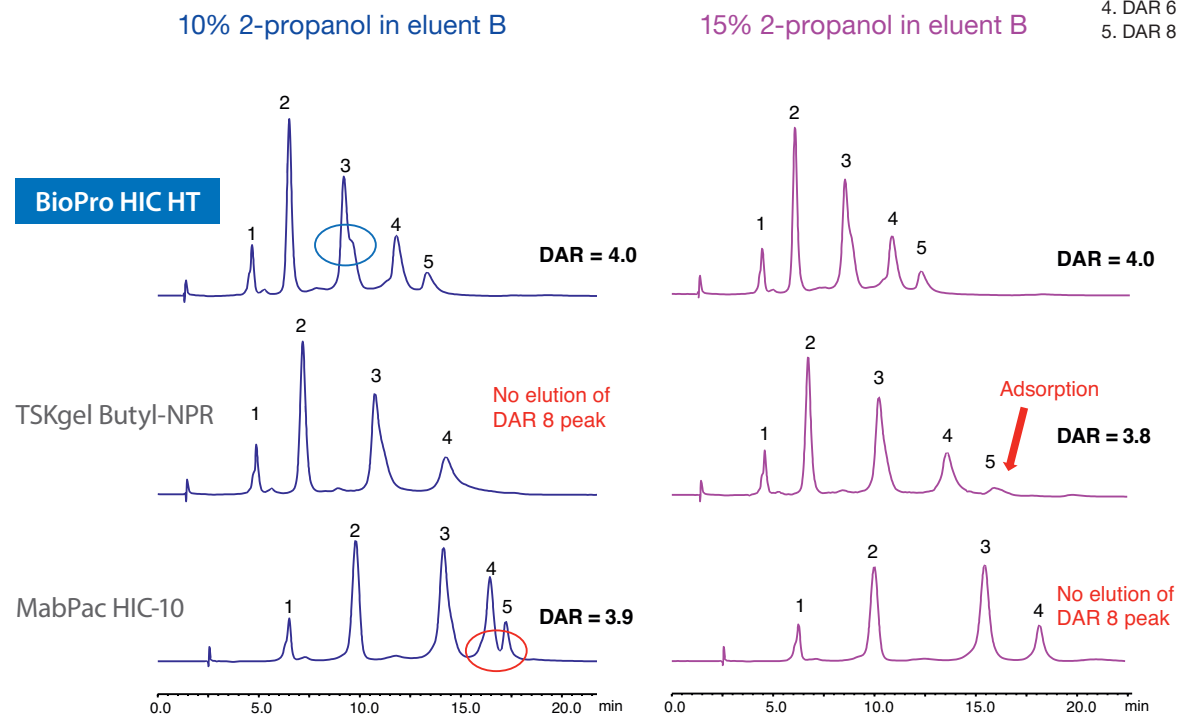 10% 2-propanol in eluent B
15% 2-propanol in eluent B
4. DAR 6
5. DAR 8
BioPro HIC HT
1
2
3
4
5
DAR = 4.0
1
2
3
4
5
DAR = 4.0
TSKgel Butyl-NPR
1
2
3
4
No elution of
DAR 8 peak
1
2
3
4
5
Adsorption
DAR = 3.8
MabPac HIC-10
1
2
3
4
5
DAR = 3.9
1
2
3
4
No elution of
DAR 8 peak
0.0 5.0 10.0 15.0 20.0 min
0.0 5.0 10.0 15.0 20.0 min